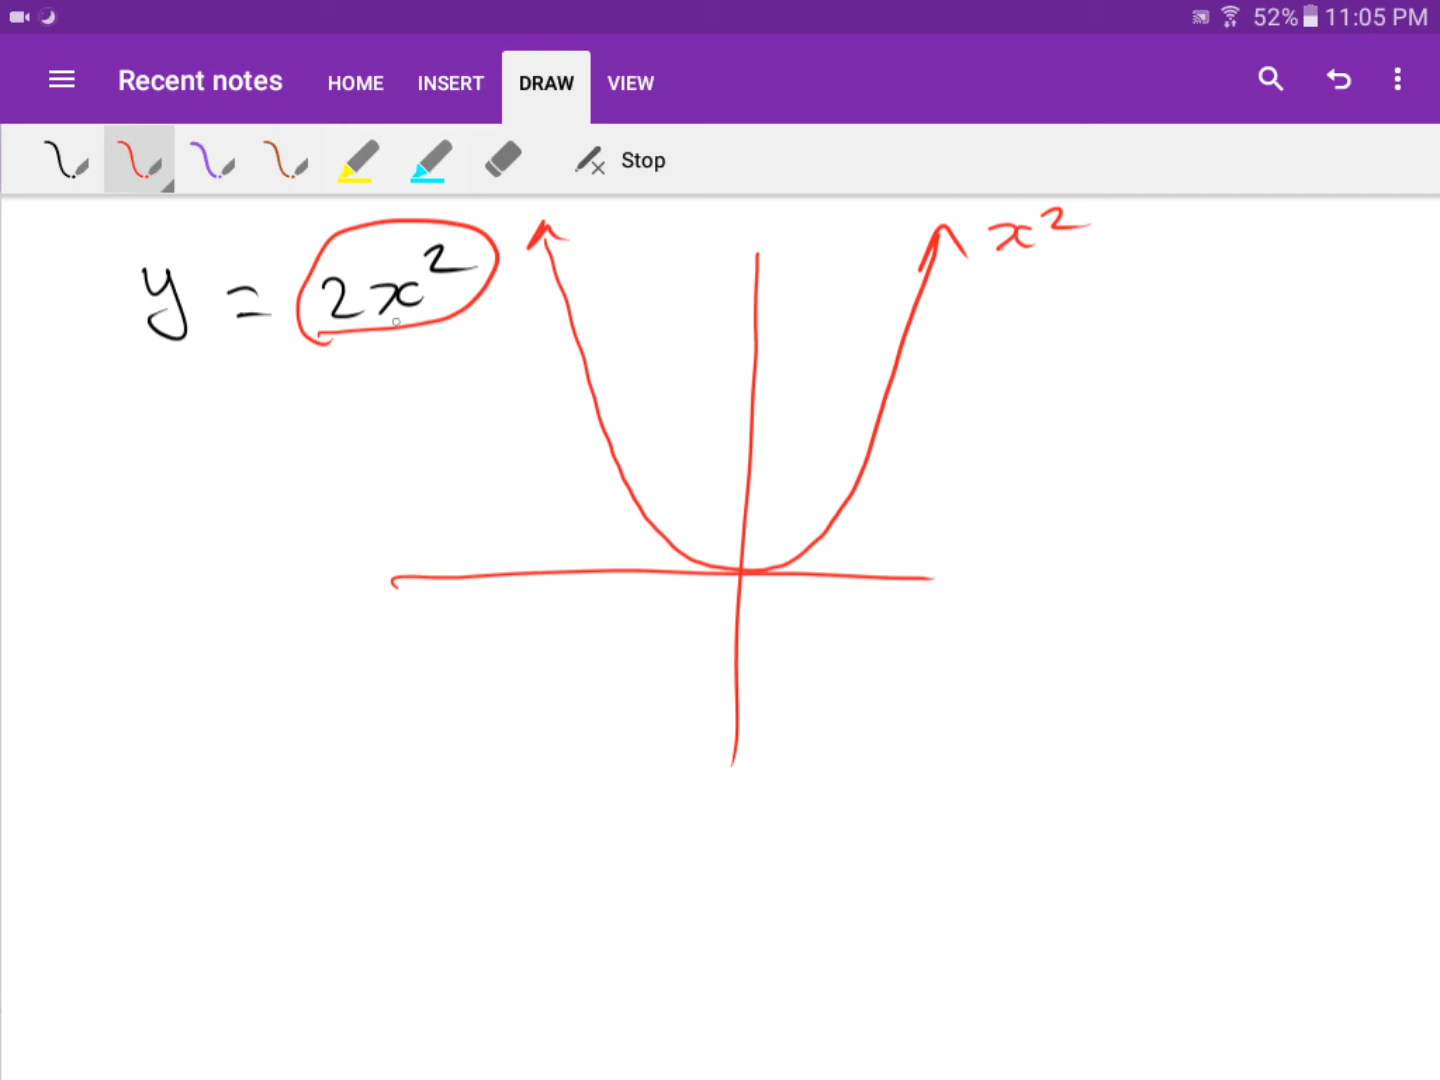 52% 11:05 PM
Recent notes HOME INSERT DRAW VIEW
Stop
y = 2x²
x²